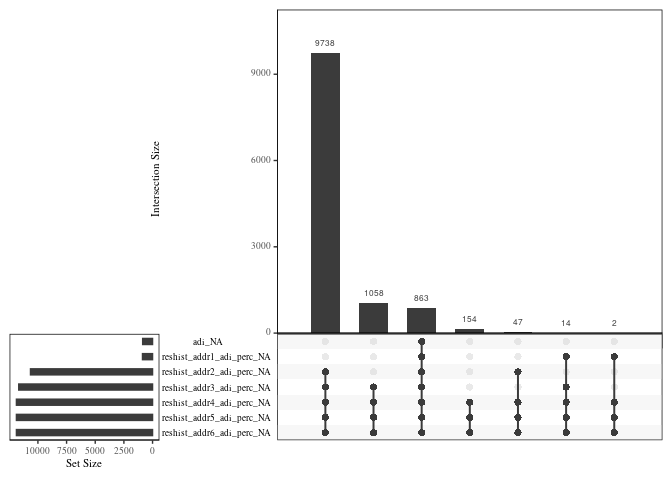 9738
9000
6000
3000
0
Intersection Size
1058
863
154
47
14
2
adi_NA
reshist_addr1_adi_perc_NA
reshist_addr2_adi_perc_NA
reshist_addr3_adi_perc_NA
reshist_addr4_adi_perc_NA
reshist_addr5_adi_perc_NA
reshist_addr6_adi_perc_NA
10000 7500 5000 2500 0
Set Size